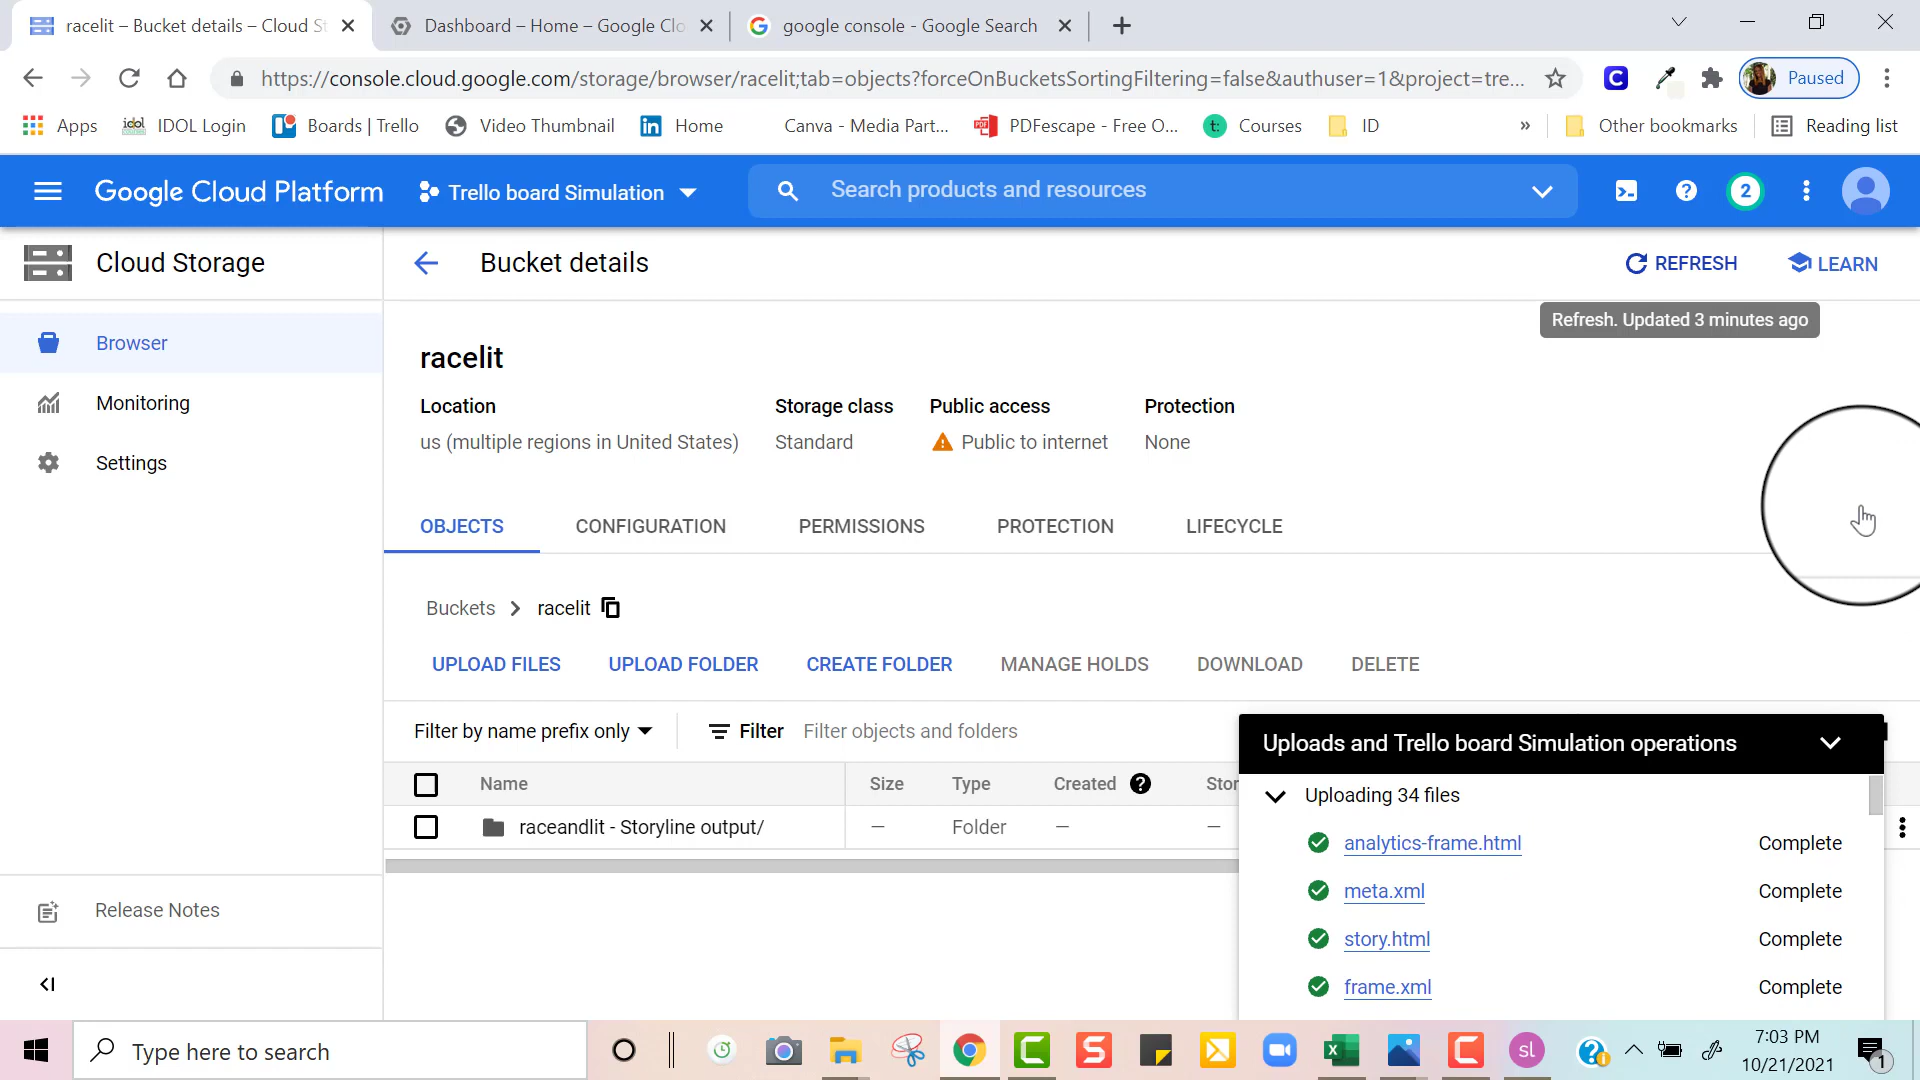 racelit – Bucket details – Cloud St
Dashboard – Home – Google Clo
google console - Google Search
https://console.cloud.google.com/storage/browser/racelit;tab=objects?forceOnBucketsSortingFiltering=false&authuser=1&project=tre...
Paused
Apps
idol
IDOL Login
Boards | Trello
Video Thumbnail
Home
Canva - Media Part...
PDFescape - Free O...
Courses
ID
»
Other bookmarks
Reading list
Google Cloud Platform
Trello board Simulation
Search products and resources
2
Cloud Storage
Bucket details
REFRESH
LEARN
Refresh. Updated 3 minutes ago
Browser
Monitoring
Settings
racelit
Location
Storage class
Public access
Protection
us (multiple regions in United States)
Standard
Public to internet
None
OBJECTS
CONFIGURATION
PERMISSIONS
PROTECTION
LIFECYCLE
Buckets
racelit
UPLOAD FILES
UPLOAD FOLDER
CREATE FOLDER
MANAGE HOLDS
DOWNLOAD
DELETE
Filter by name prefix only
Filter
Filter objects and folders
Name
Size
Type
Created
Stor
raceandlit - Storyline output/
—
Folder
—
—
Uploads and Trello board Simulation operations
Uploading 34 files
analytics-frame.html
Complete
meta.xml
Complete
story.html
Complete
frame.xml
Complete
Release Notes
Type here to search
sl
7:03 PM
10/21/2021
1